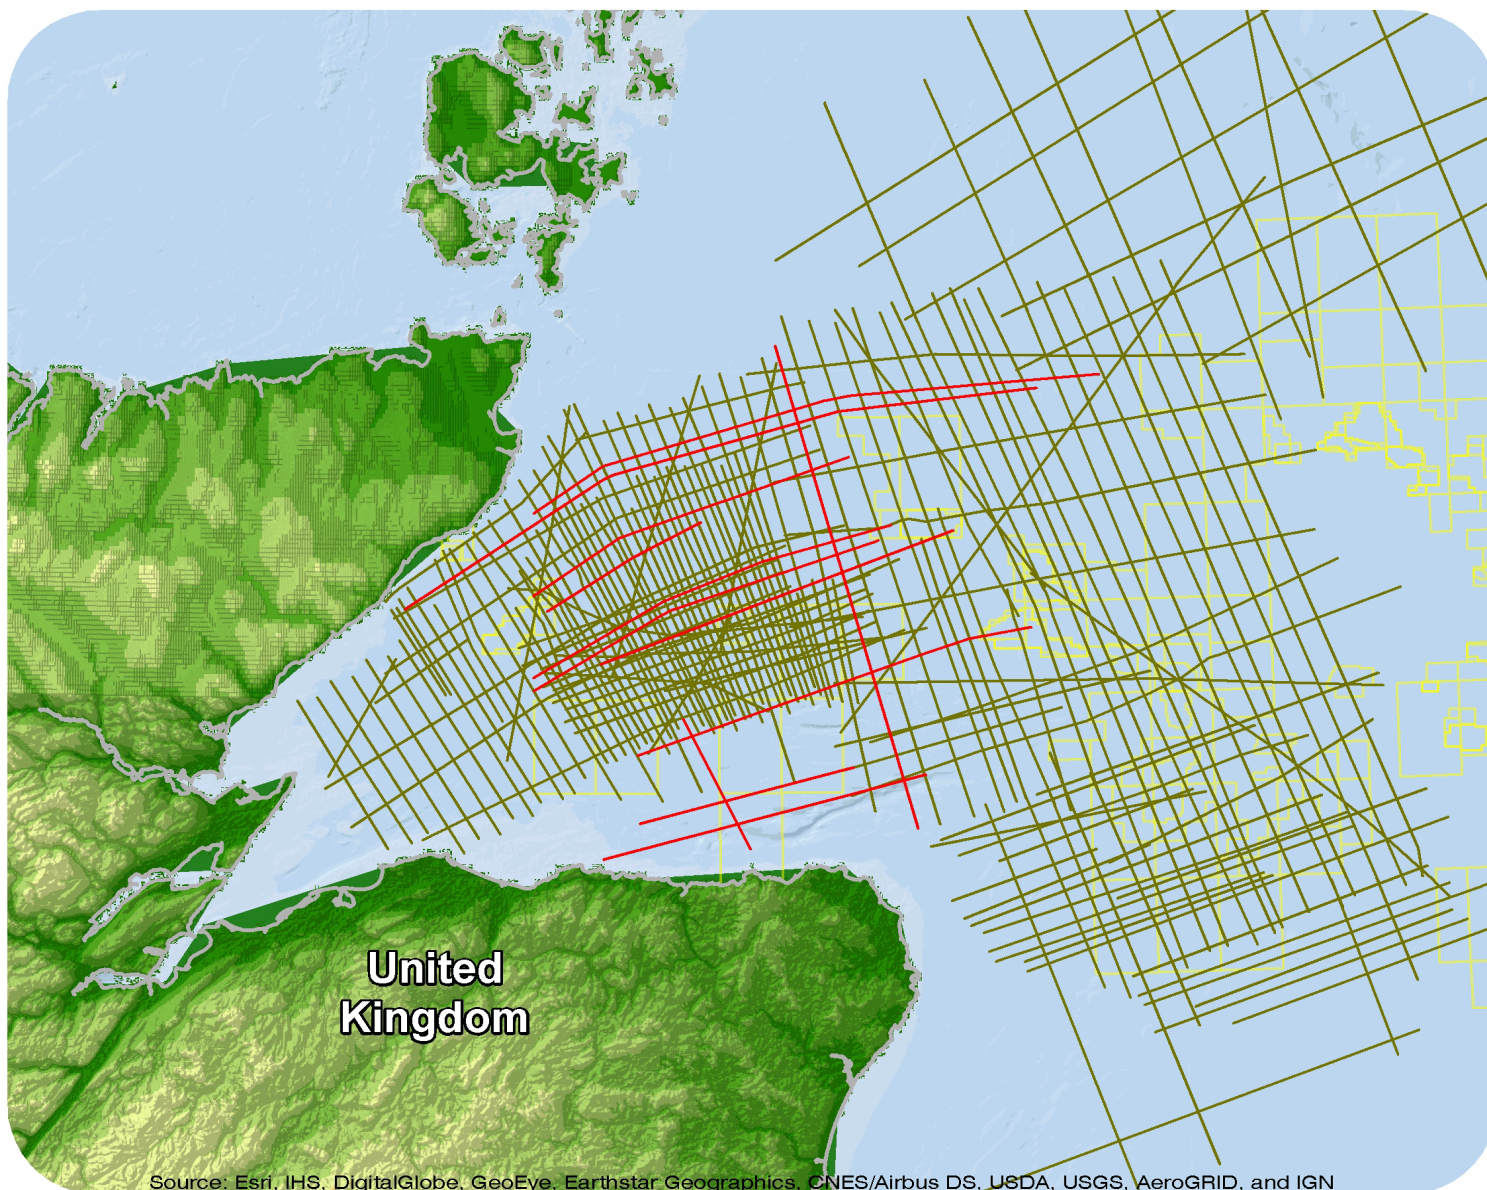 United
Kingdom
Source: Esri, IHS, DigitalGlobe, GeoEye, Earthstar Geographics, CNES/Airbus DS, USDA, USGS, AeroGRID, and IGN